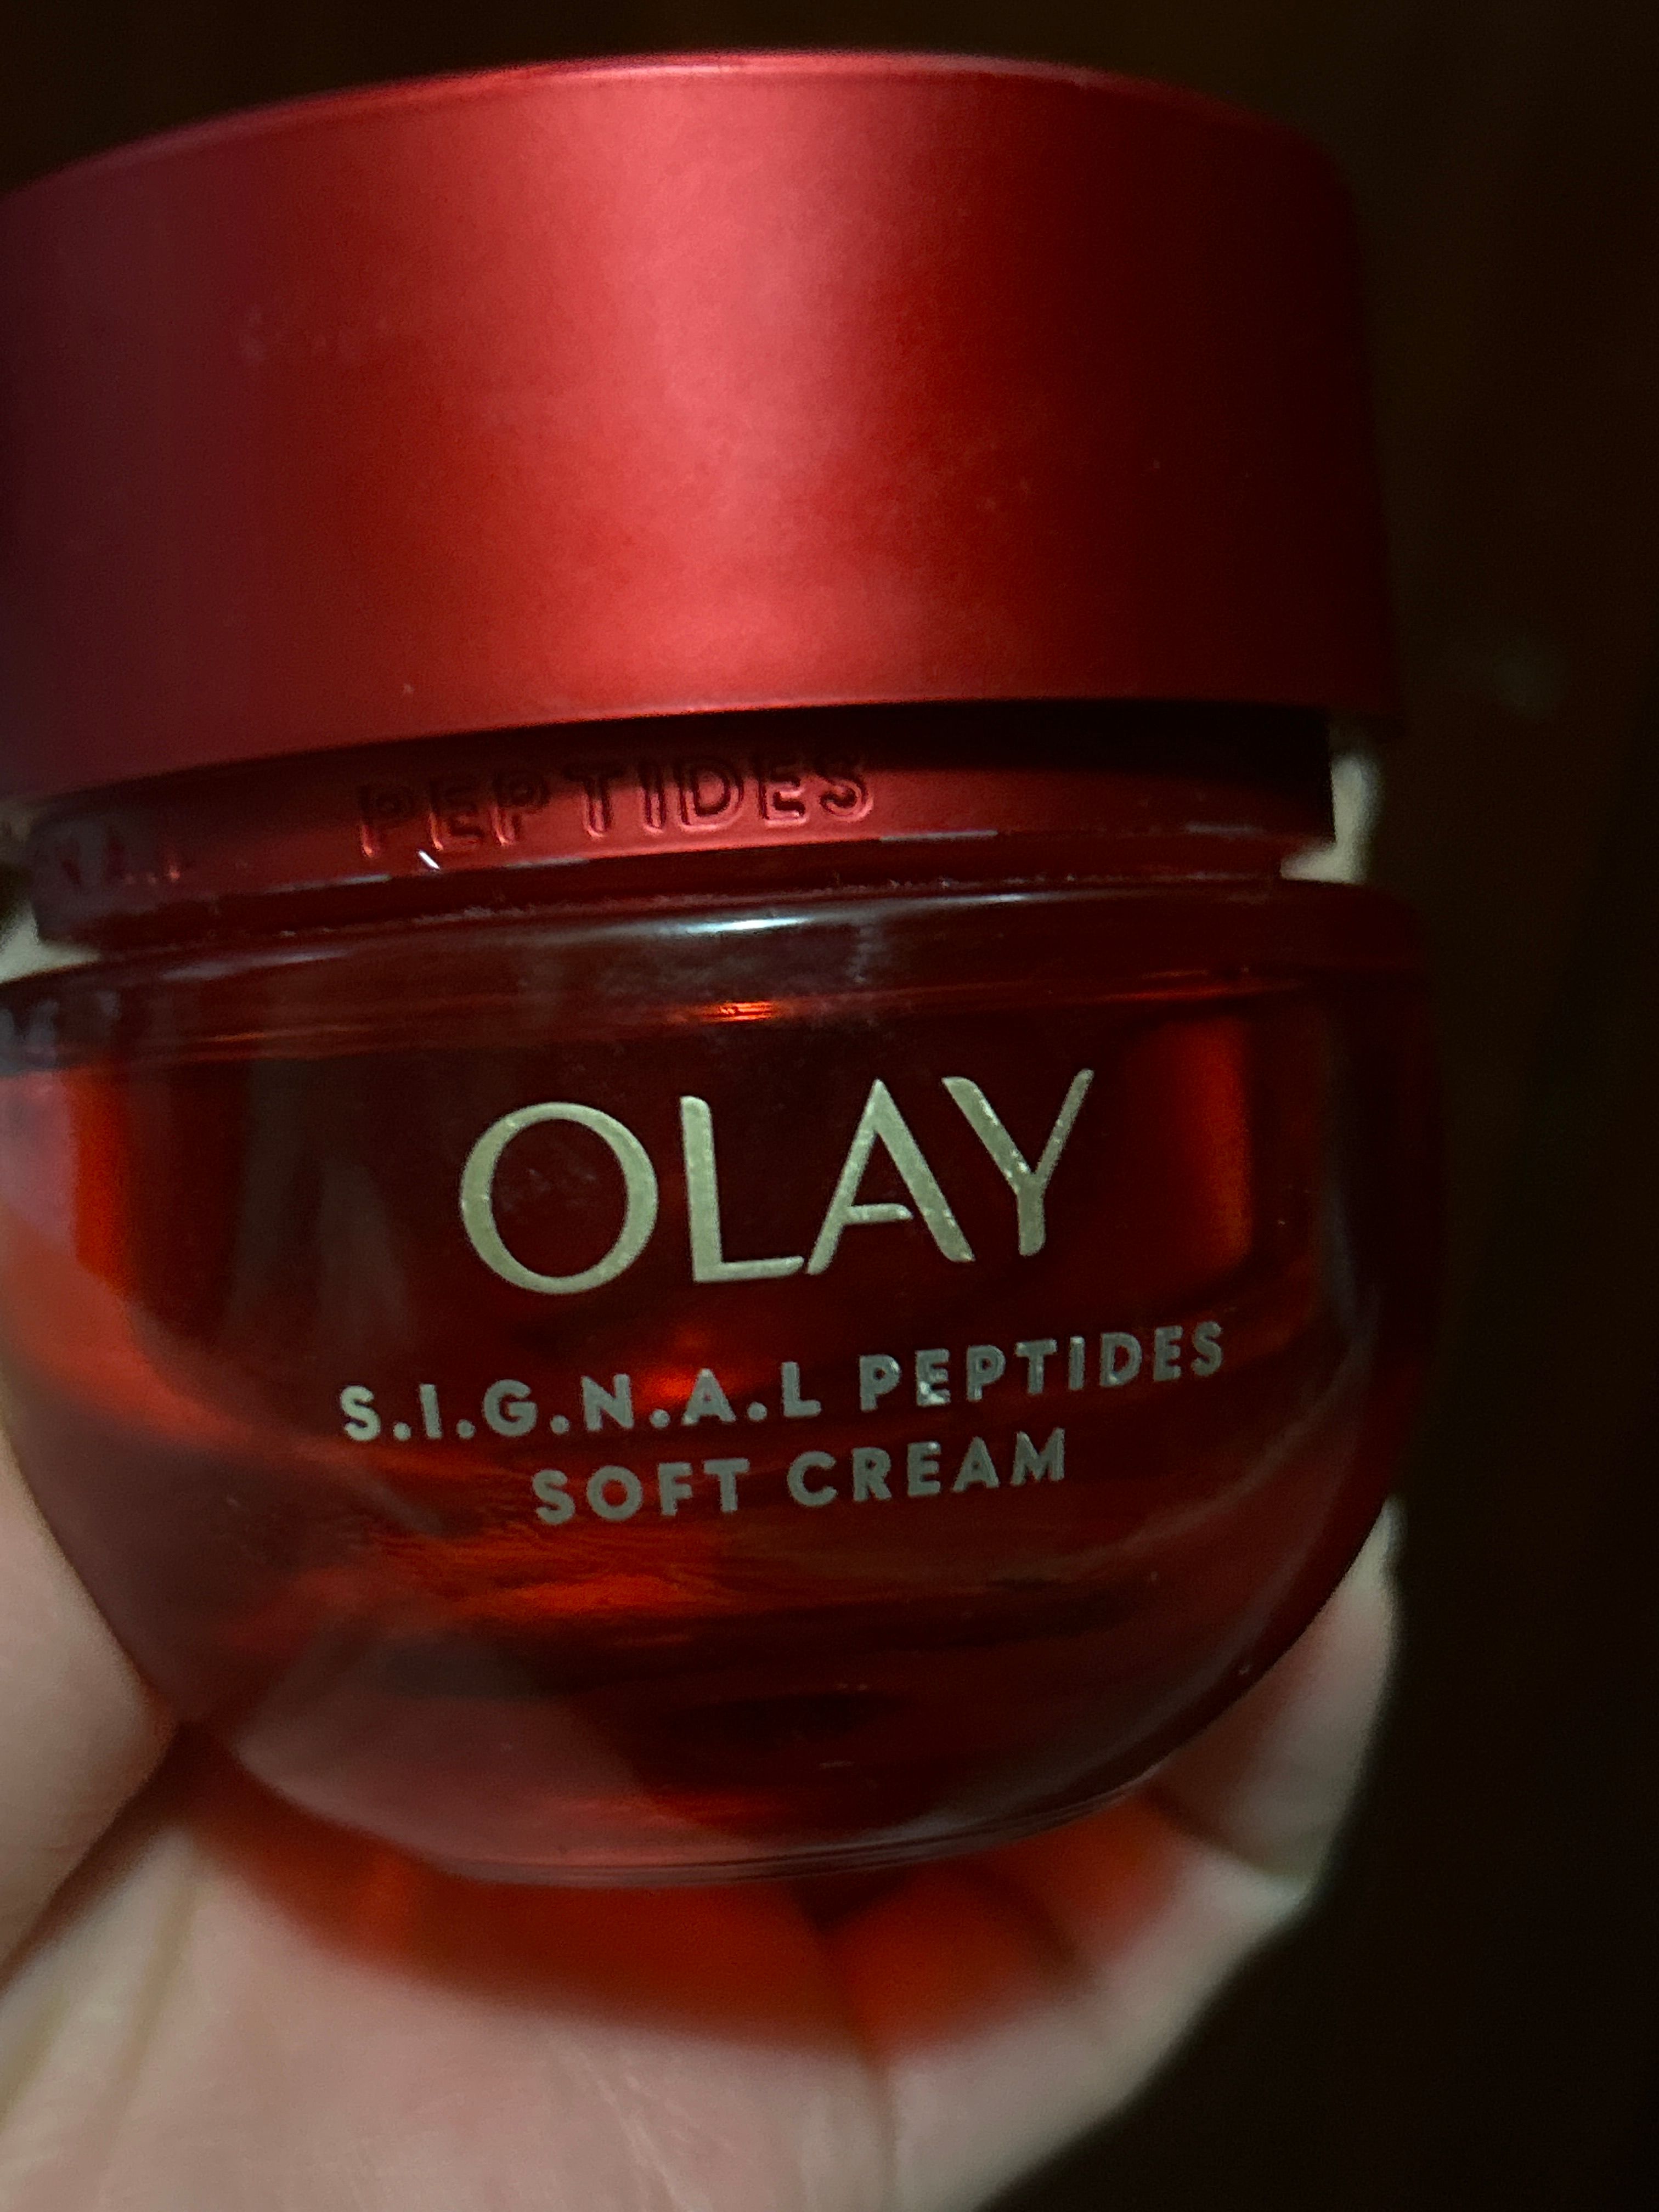 PEPTIDES
OLAY
S.I.G.N.A.L PEPTIDES
SOFT CREAM